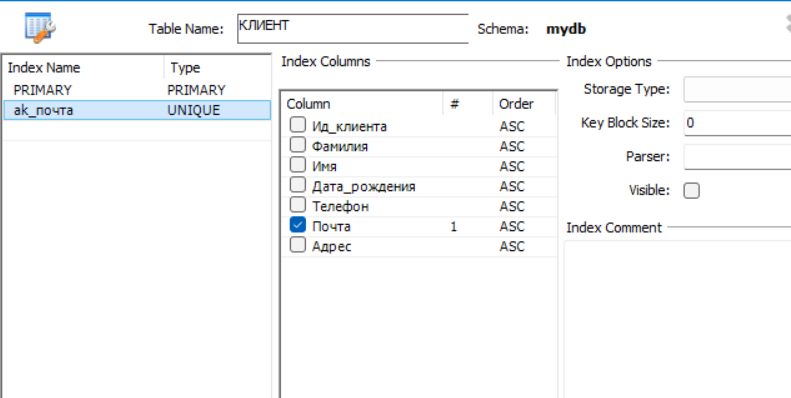 Table Name: КЛИЕНТ Schema: mydb
Index Name Type
PRIMARY PRIMARY
ak_почта UNIQUE
Index Columns
Column # Order
Ид_клиента ASC
Фамилия ASC
Имя ASC
Дата_рождения ASC
Телефон ASC
Почта 1 ASC
Адрес ASC
Index Options
Storage Type:
Key Block Size: 0
Parser:
Visible:
Index Comment